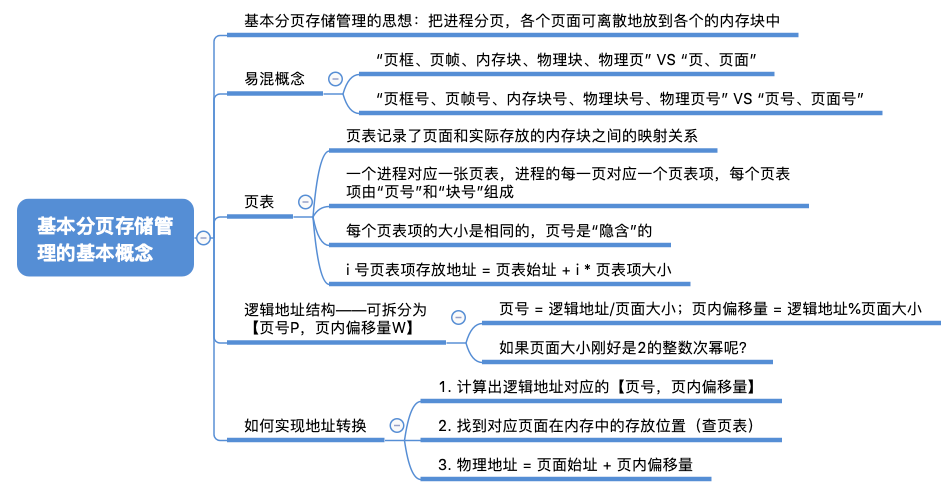 基本分页存储管理的思想：把进程分页，各个页面可离散地放到各个的内存块中
易混概念
“页框、页帧、内存块、物理块、物理页” VS “页、页面”
“页框号、页帧号、内存块号、物理块号、物理页号” VS “页号、页面号”
页表
页表记录了页面和实际存放的内存块之间的映射关系
一个进程对应一张页表，进程的每一页对应一个页表项，每个页表
项由“页号”和“块号”组成
每个页表项的大小是相同的，页号是“隐含”的
i 号页表项存放地址 = 页表始址 + i * 页表项大小
基本分页存储管
理的基本概念
逻辑地址结构——可拆分为
【页号P，页内偏移量W】
页号 = 逻辑地址/页面大小；页内偏移量 = 逻辑地址%页面大小
如果页面大小刚好是2的整数次幂呢?
如何实现地址转换
1. 计算出逻辑地址对应的【页号，页内偏移量】
2. 找到对应页面在内存中的存放位置（查页表）
3. 物理地址 = 页面始址 + 页内偏移量